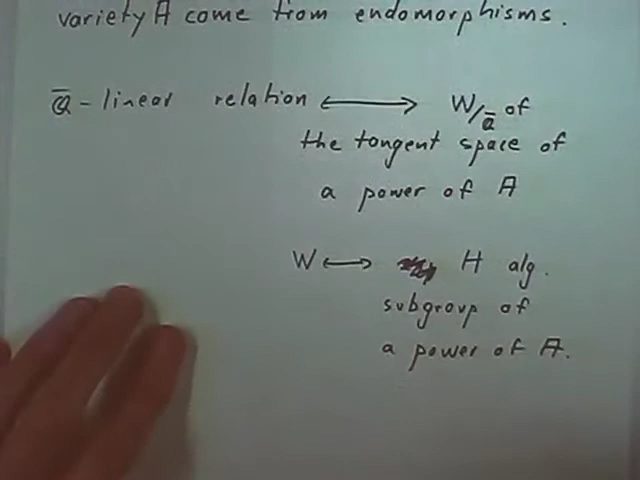 variety A come from endomorphisms.
ℚ̄ - linear relation ⟷ W/ℚ̄ of
the tangent space of
a power of A
W ⟷ H alg.
subgroup of
a power of A.